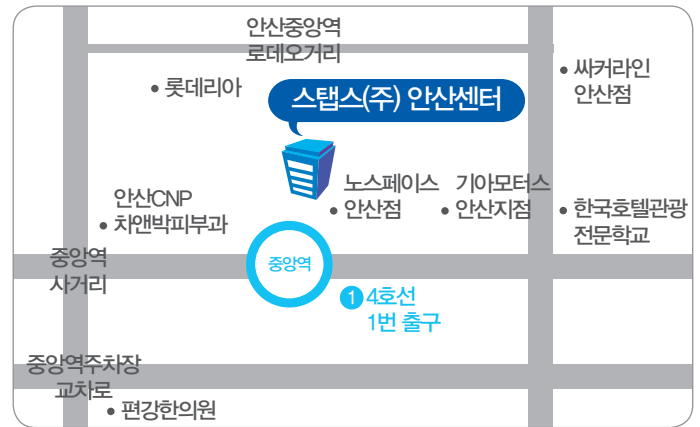 안산중앙역
로데오거리
싸커라인
안산점
롯데리아
스탭스(주) 안산센터
노스페이스
안산점
기아모터스
안산지점
한국호텔관광
전문학교
안산CNP
차앤박피부과
중앙역
사거리
중앙역
1 4호선
1번 출구
중앙역주차장
교차로
편강한의원